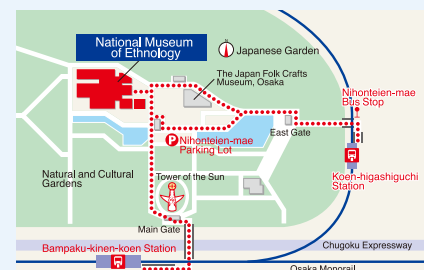 National Museum
of Ethnology
Japanese Garden
The Japan Folk Crafts
Museum, Osaka
Nihonteien-mae
Bus Stop
East Gate
P
Nihonteien-mae
Parking Lot
Koen-higashiguchi
Station
Natural and Cultural
Gardens
Tower of the Sun
Main Gate
Bampaku-kinen-koen Station
Chugoku Expressway
Osaka Monorail